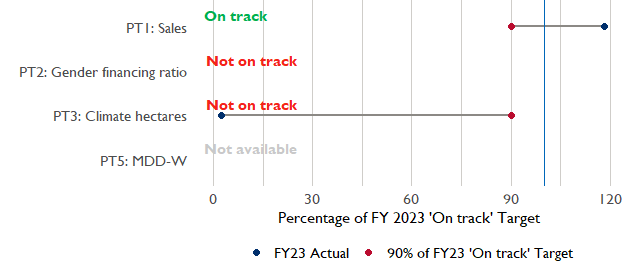 On track
PT1: Sales
Not on track
PT2: Gender financing ratio
Not on track
PT3: Climate hectares
Not available
PT5: MDD-W
0 30 60 90 120
Percentage of FY 2023 'On track' Target
FY23 Actual 90% of FY23 'On track' Target